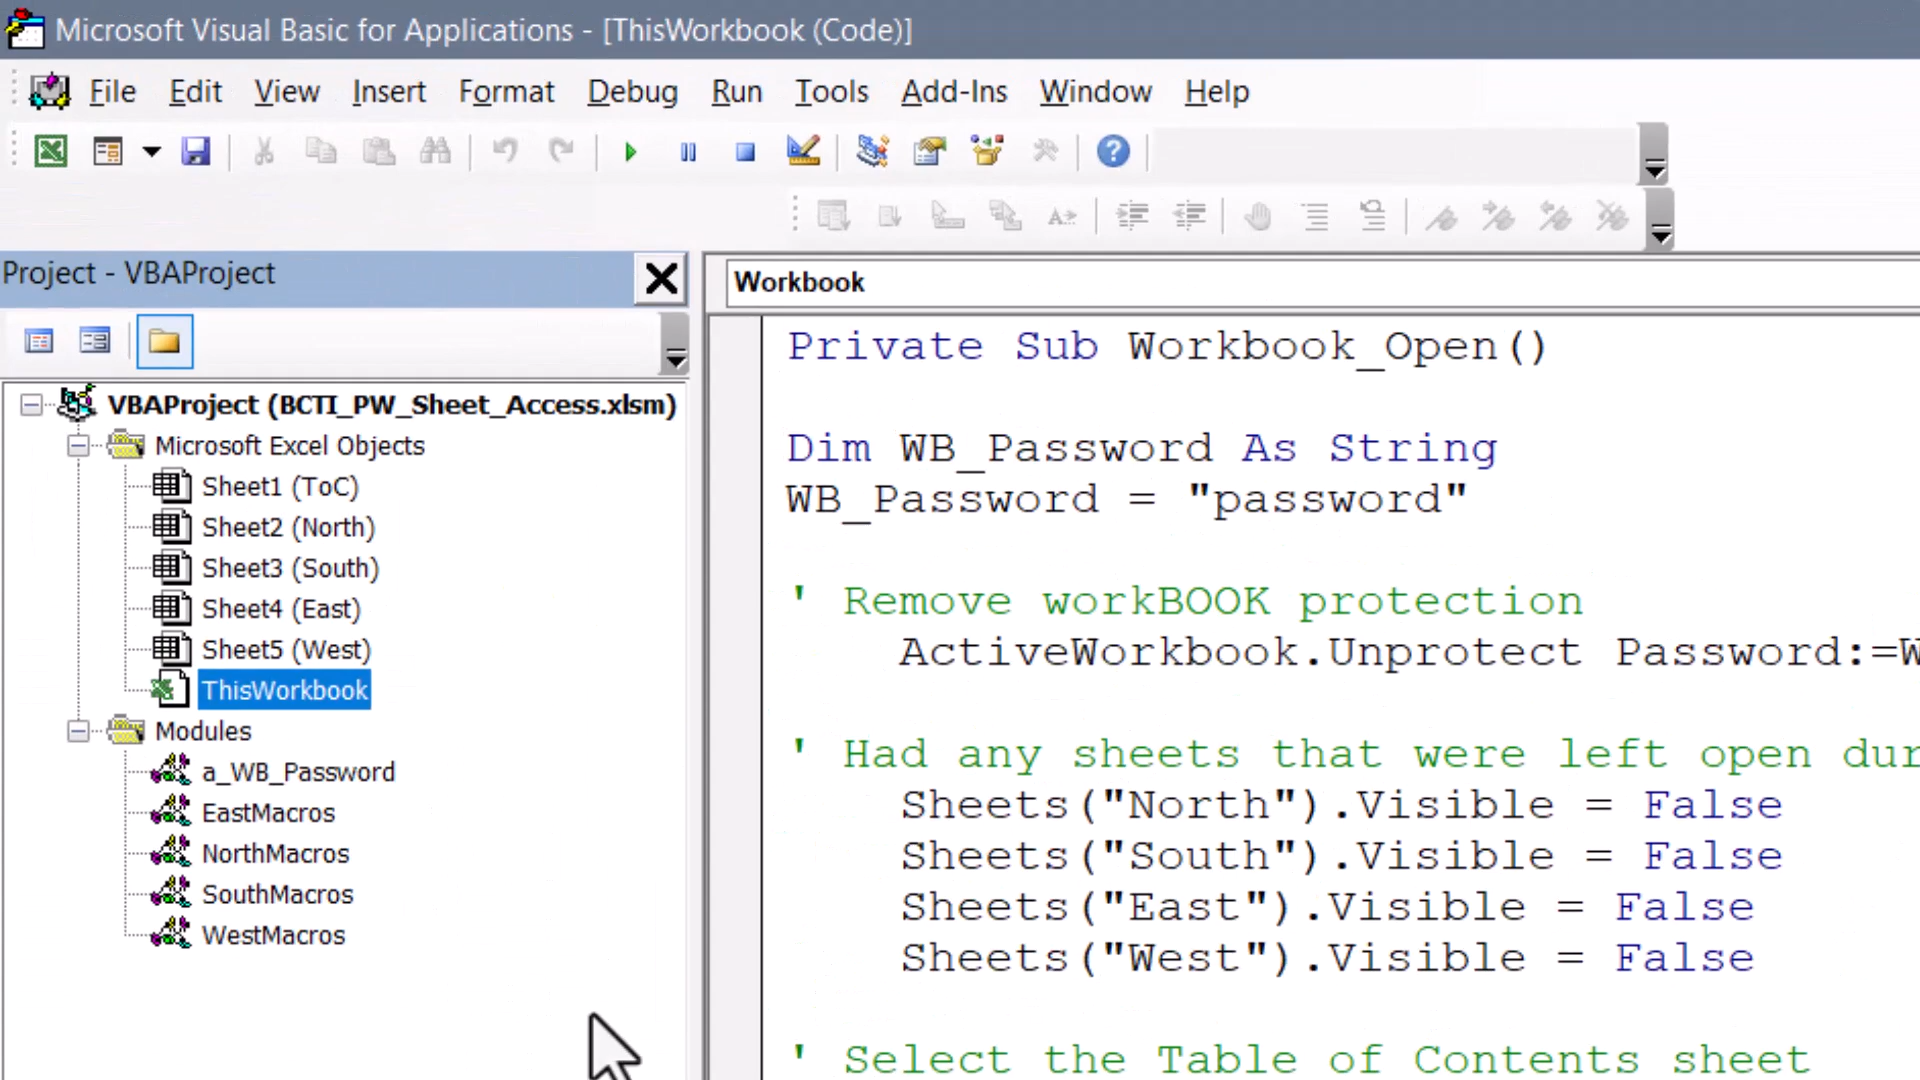 Microsoft Visual Basic for Applications - [ThisWorkbook (Code)]
File Edit View Insert Format Debug Run Tools Add-Ins Window Help
Project - VBAProject
VBAProject (BCTI_PW_Sheet_Access.xlsm)
Microsoft Excel Objects
Sheet1 (ToC)
Sheet2 (North)
Sheet3 (South)
Sheet4 (East)
Sheet5 (West)
ThisWorkbook
Modules
a_WB_Password
EastMacros
NorthMacros
SouthMacros
WestMacros
Workbook
Private Sub Workbook_Open()
Dim WB_Password As String
WB_Password = "password"
' Remove workBOOK protection
ActiveWorkbook.Unprotect Password:=W
' Had any sheets that were left open dur
Sheets("North").Visible = False
Sheets("South").Visible = False
Sheets("East").Visible = False
Sheets("West").Visible = False
' Select the Table of Contents sheet